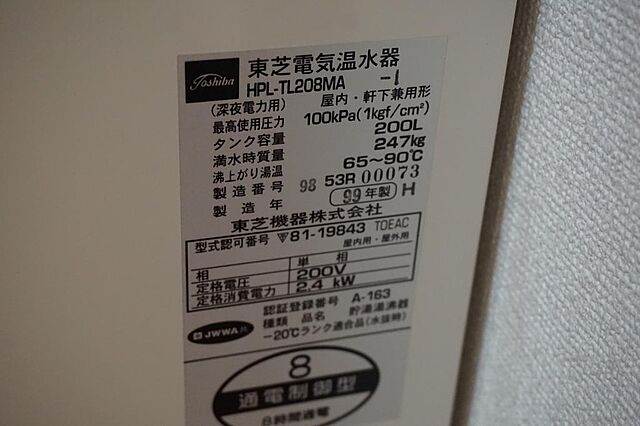 Toshiba 東芝電気温水器
HPL-TL208MA -1
(深夜電力用) 屋内・軒下兼用形
最高使用圧力 100kPa(1kgf/cm²)
タンク容量 200L
満水時質量 247kg
沸上がり湯温 65~90℃
製造番号 98 53R 00073
製造年 99年製 H
東芝機器株式会社 TOEAC
型式認可番号 81-19843 屋内用・屋外用
相 単相
定格電圧 200V
定格消費電力 2.4 kW
認証登録番号 A-163
種類 品名 貯湯湯沸器
JWWA -20℃ランク適合品(水抜時)
8
通電制御型
8時間通電